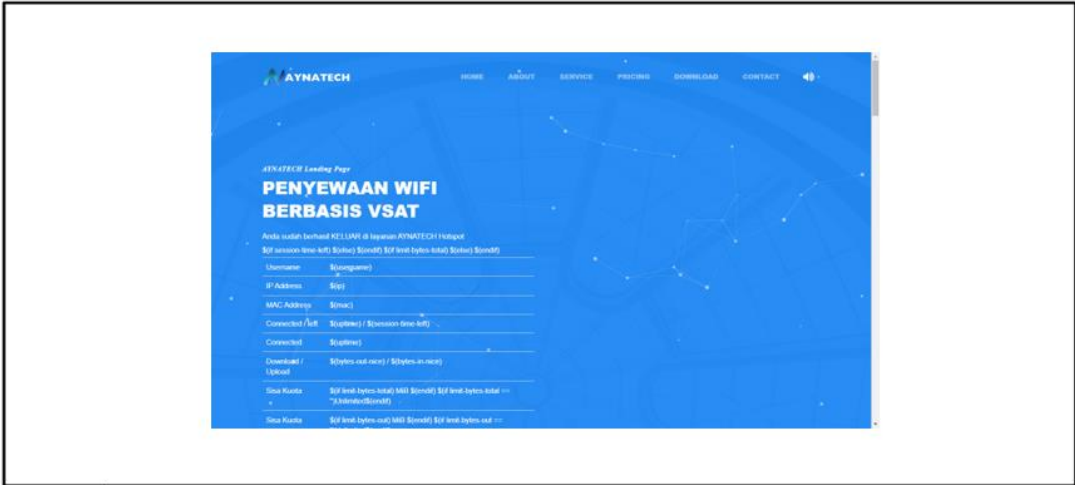 AYNATECH
HOME ABOUT SERVICE PRICING DOWNLOAD CONTACT
AYNATECH Landing Page
PENYEWAAN WIFI
BERBASIS VSAT
Anda sudah berhasil KELUAR di layanan AYNATECH Hotspot
$(if session-time-left) $(else) $(endif) $(if limit-bytes-total) $(else) $(endif)
Username $(username)
IP Address $(ip)
MAC Address $(mac)
Connected / left $(uptime) / $(session-time-left)
Connected $(uptime)
Download / $(bytes-out-nice) / $(bytes-in-nice)
Upload
Sisa Kuota $(if limit-bytes-total) MiB $(endif) $(if limit-bytes-total ==
'')Unlimited$(endif)
Sisa Kuota $(if limit-bytes-out) MiB $(endif) $(if limit-bytes-out ==